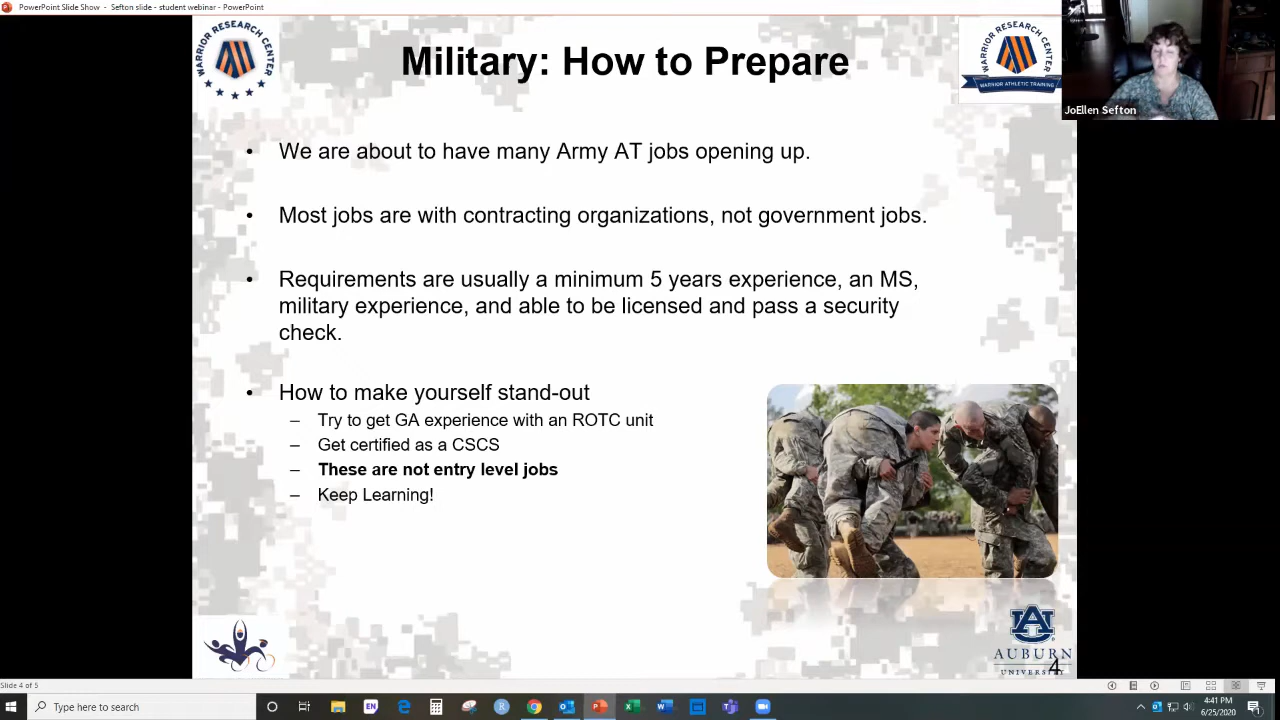 PowerPoint Slide Show - Sefton slide - student webinar - PowerPoint
WARRIOR RESEARCH CENTER
Military: How to Prepare
WARRIOR RESEARCH CENTER
WARRIOR ATHLETIC TRAINING
JoEllen Sefton
• We are about to have many Army AT jobs opening up.
• Most jobs are with contracting organizations, not government jobs.
• Requirements are usually a minimum 5 years experience, an MS,
military experience, and able to be licensed and pass a security
check.
• How to make yourself stand-out
– Try to get GA experience with an ROTC unit
– Get certified as a CSCS
– These are not entry level jobs
– Keep Learning!
AU
AUBURN
UNIVERSITY
4
Slide 4 of 5
Type here to search
EN
4:41 PM
6/25/2020